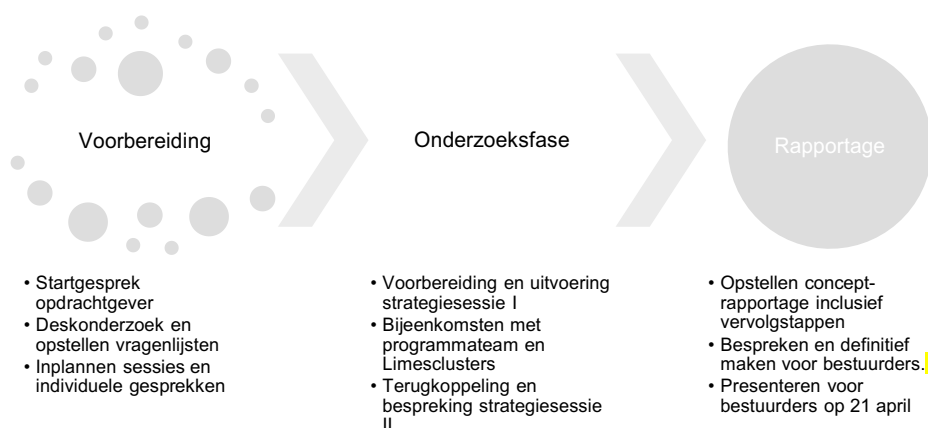 Voorbereiding
Onderzoeksfase
Rapportage
• Startgesprek
opdrachtgever
• Deskonderzoek en
opstellen vragenlijsten
• Inplannen sessies en
individuele gesprekken
• Voorbereiding en uitvoering
strategiesessie I
• Bijeenkomsten met
programmateam en
Limesclusters
• Terugkoppeling en
bespreking strategiesessie
II
• Opstellen concept-
rapportage inclusief
vervolgstappen
• Bespreken en definitief
maken voor bestuurders.
• Presenteren voor
bestuurders op 21 april